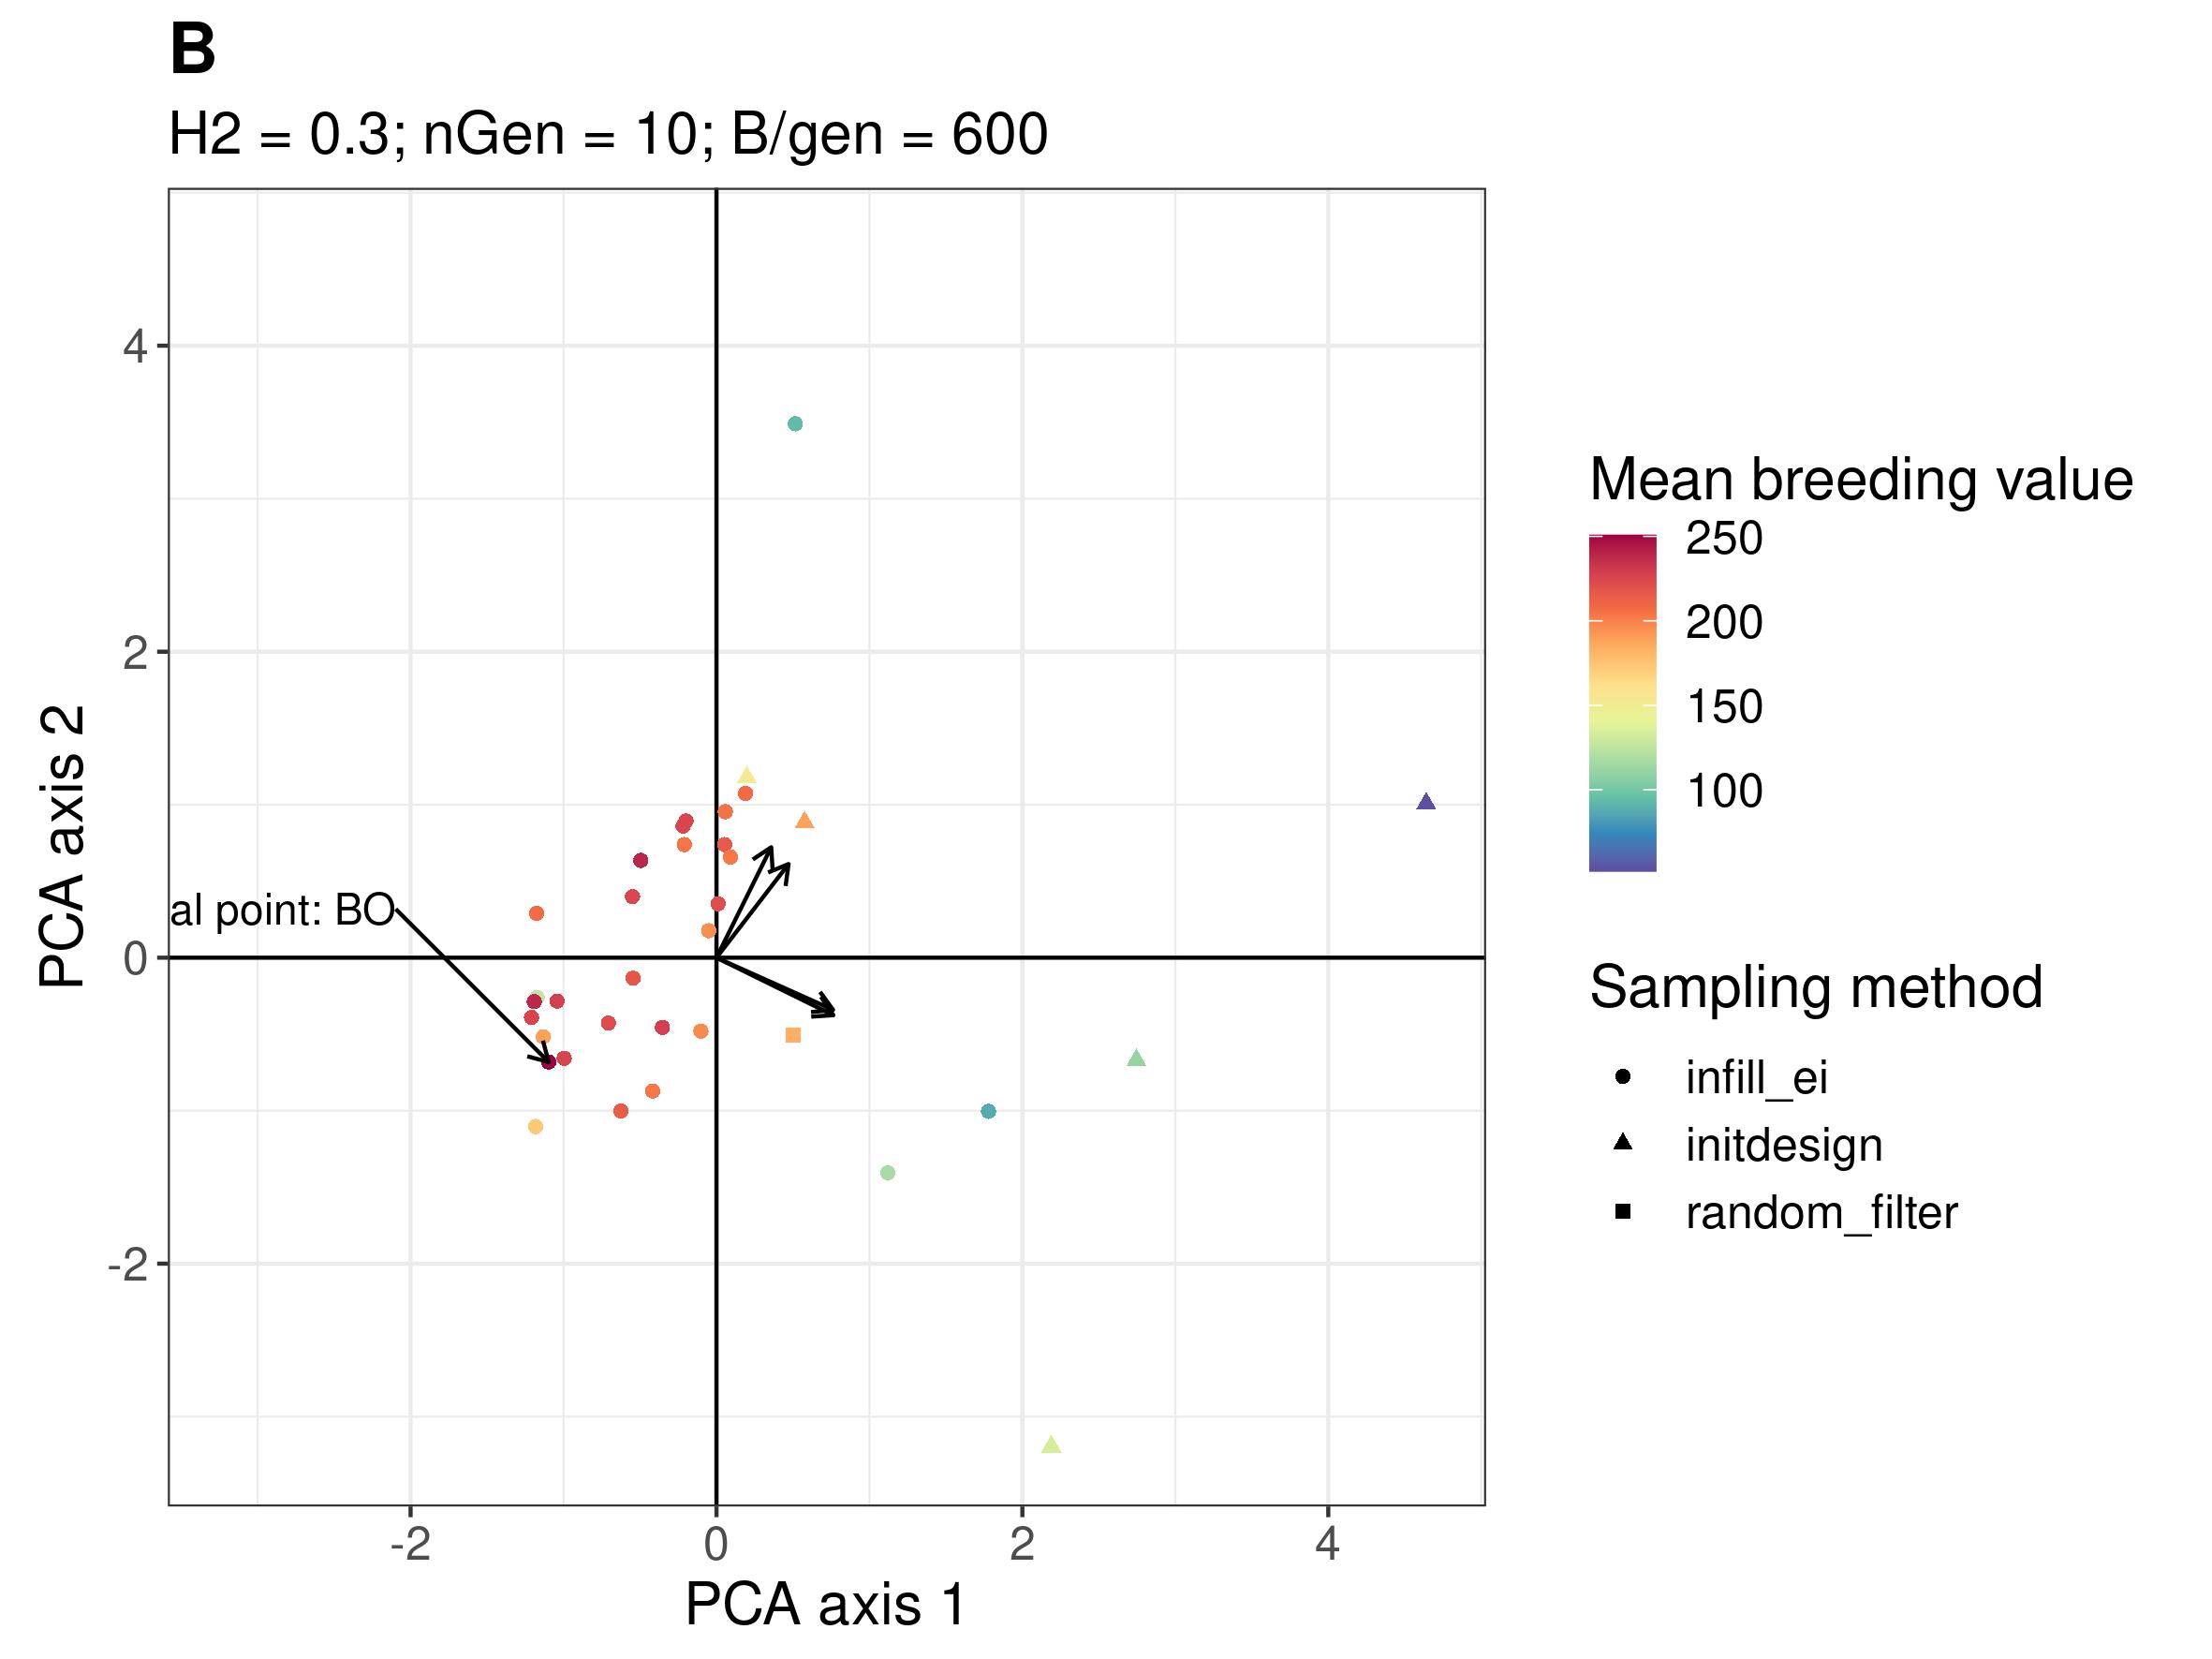 B
H2 = 0.3; nGen = 10; B/gen = 600
PCA axis 2
4
2
0
-2
al point: BO
-2
0
2
4
PCA axis 1
Mean breeding value
250
200
150
100
Sampling method
infill_ei
initdesign
random_filter